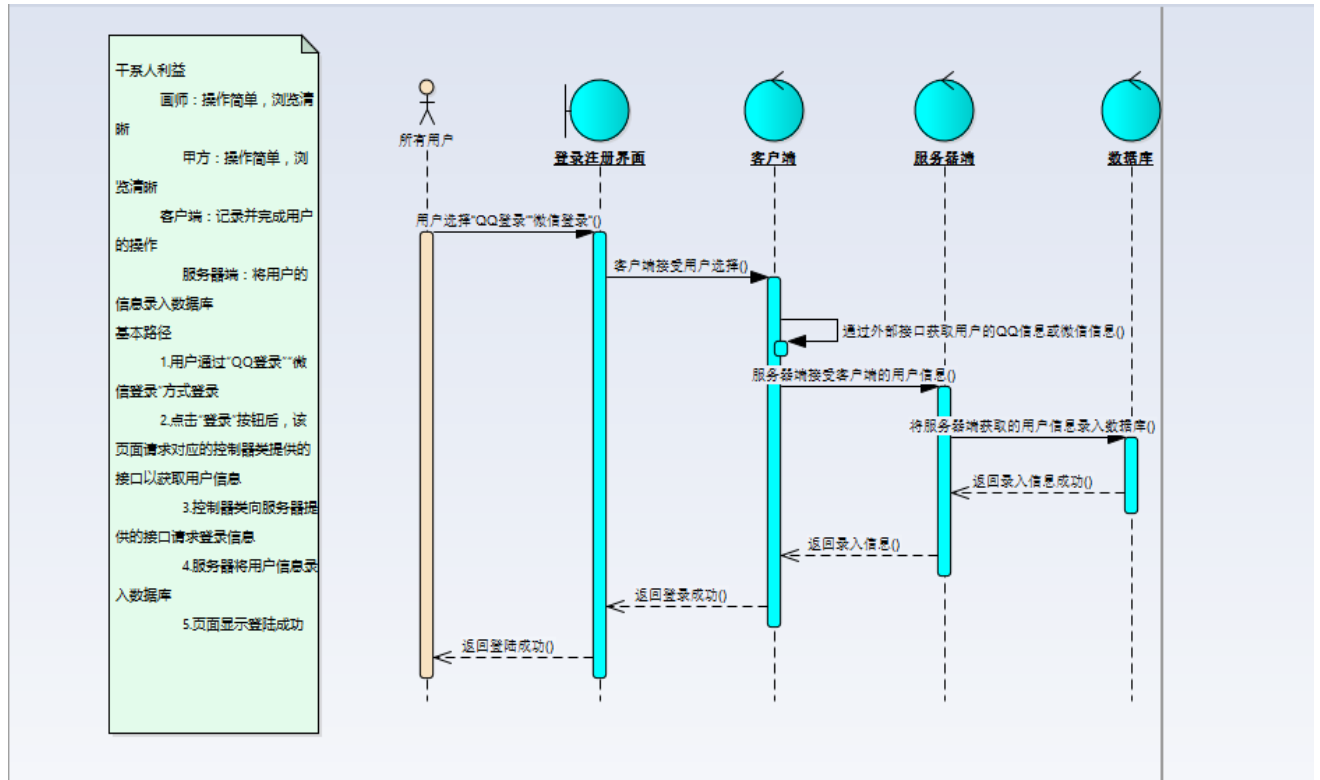 干系人利益
画师：操作简单，浏览清
晰
甲方：操作简单，浏
览清晰
客户端：记录并完成用户
的操作
服务器端：将用户的
信息录入数据库
基本路径
1.用户通过“QQ登录”“微
信登录”方式登录
2.点击“登录”按钮后，该
页面请求对应的控制器类提供的
接口以获取用户信息
3.控制器类向服务器提
供的接口请求登录信息
4.服务器将用户信息录
入数据库
5.页面显示登陆成功
所有用户
登录注册界面
客户端
服务器端
数据库
用户选择“QQ登录”“微信登录”()
客户端接受用户选择()
通过外部接口获取用户的QQ信息或微信信息()
服务器端接受客户端的用户信息()
将服务器端获取的用户信息录入数据库()
返回录入信息成功()
返回录入信息()
返回登录成功()
返回登陆成功()